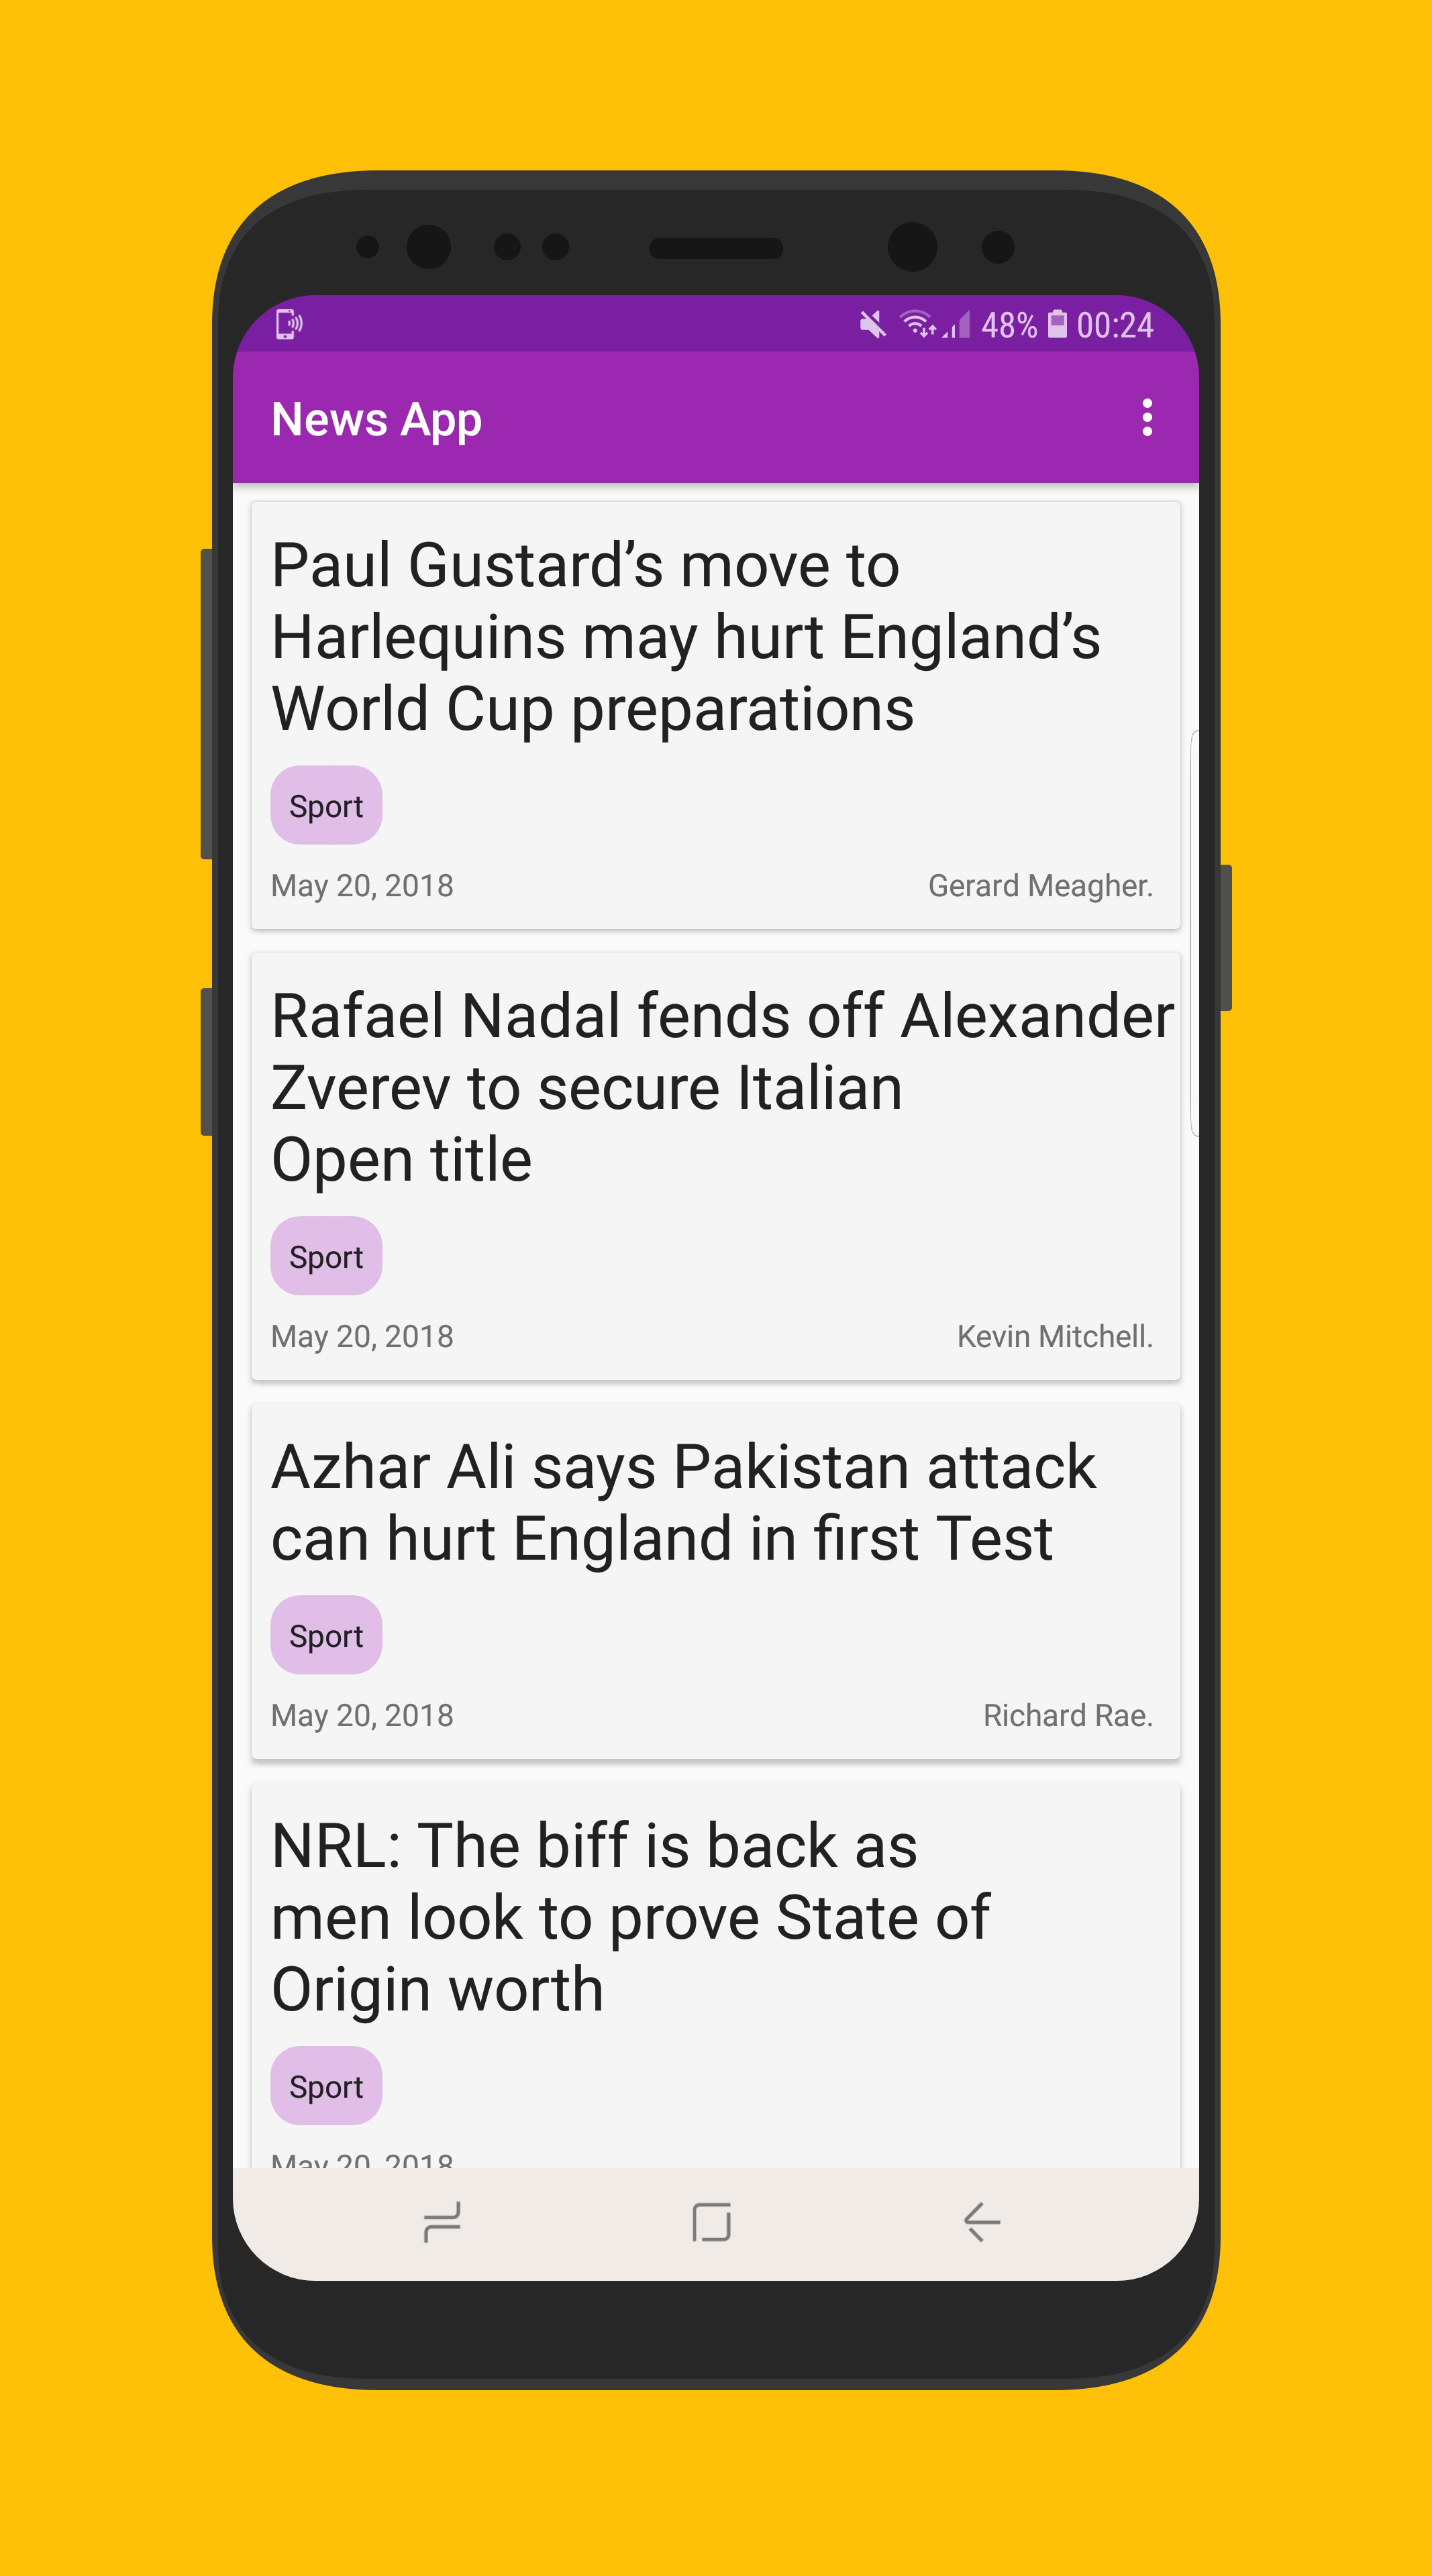 48% 00:24
News App
Paul Gustard’s move to
Harlequins may hurt England’s
World Cup preparations
Sport
May 20, 2018 Gerard Meagher.
Rafael Nadal fends off Alexander
Zverev to secure Italian
Open title
Sport
May 20, 2018 Kevin Mitchell.
Azhar Ali says Pakistan attack
can hurt England in first Test
Sport
May 20, 2018 Richard Rae.
NRL: The biff is back as
men look to prove State of
Origin worth
Sport
May 20, 2018